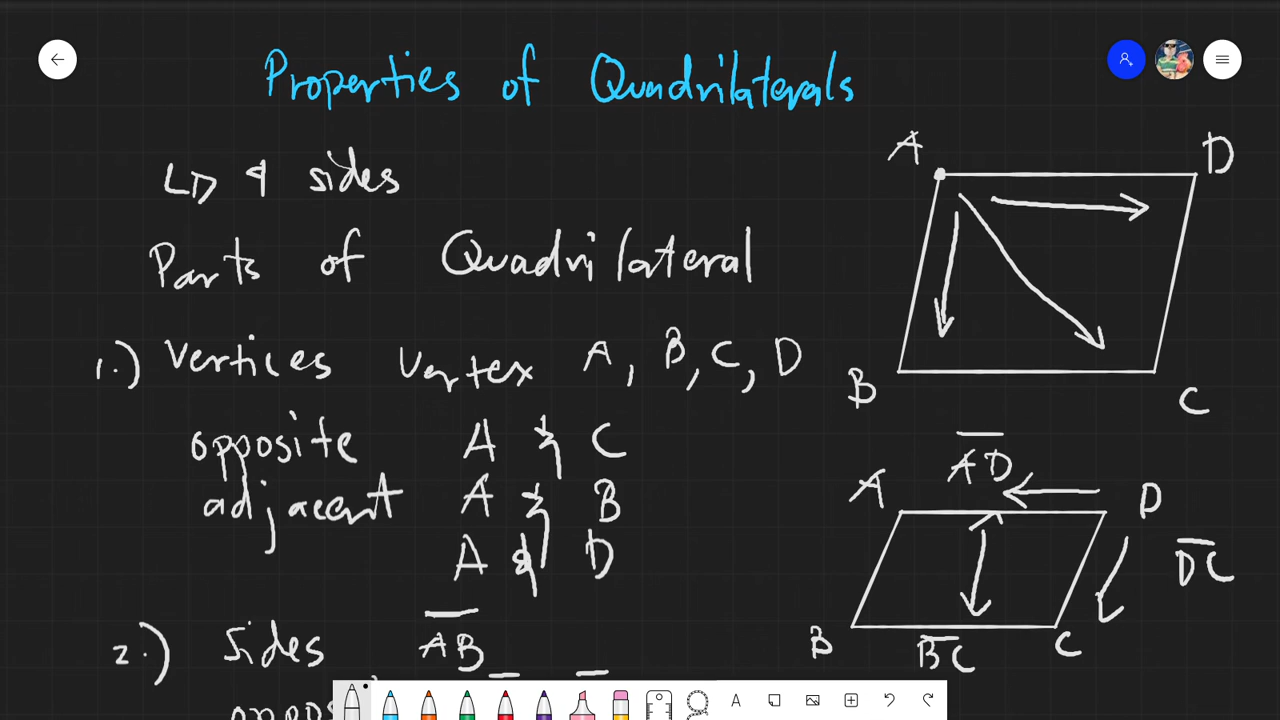 Properties of Quadrilaterals
4 sides
Parts of Quadrilateral
1.) Vertices Vertex A, B, C, D
opposite A & C
adjacent A & B
A & D
2.) Sides AB
A
D
B
C
AD
A
D
DC
B
BC
C
A